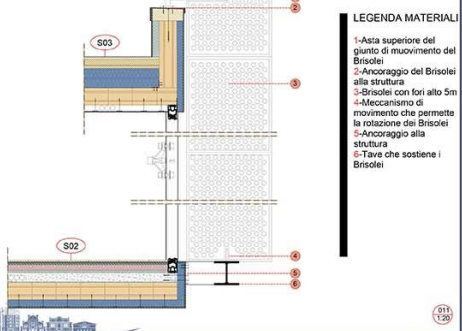 LEGENDA MATERIALI
1-Asta superiore del
giunto di muovimento del
Brisolei
2-Ancoraggio del Brisolei
alla struttura
3-Brisolei con fori alto 5m
4-Meccanismo di
movimento che permette
la rotazione dei Brisolei
5-Ancoraggio alla
struttura
6-Tave che sostiene i
Brisolei
2
S03
3
S02
4
5
6
011
1:20